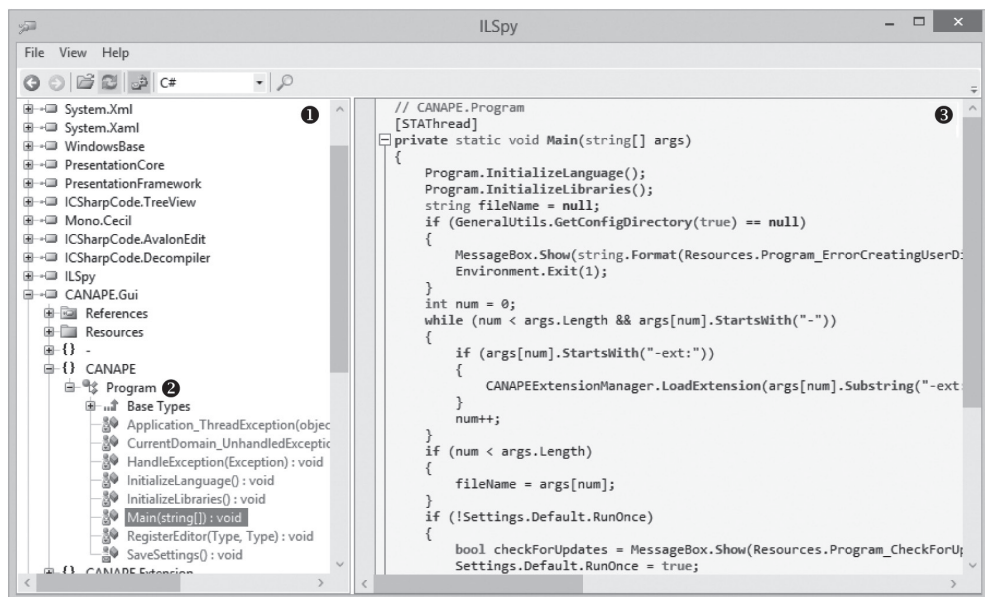 ILSpy
File View Help
C#
System.Xml
System.Xaml
WindowsBase
PresentationCore
PresentationFramework
ICSharpCode.TreeView
Mono.Cecil
ICSharpCode.AvalonEdit
ICSharpCode.Decompiler
ILSpy
CANAPE.Gui
References
Resources
{} -
{} CANAPE
Program ❷
Base Types
Application_ThreadException(objec
CurrentDomain_UnhandledExceptic
HandleException(Exception) : void
InitializeLanguage() : void
InitializeLibraries() : void
Main(string[]) : void
RegisterEditor(Type, Type) : void
SaveSettings() : void
{} CANAPE.Extension
❶
// CANAPE.Program
[STAThread]
private static void Main(string[] args)
{
Program.InitializeLanguage();
Program.InitializeLibraries();
string fileName = null;
if (GeneralUtils.GetConfigDirectory(true) == null)
{
MessageBox.Show(string.Format(Resources.Program_ErrorCreatingUserDi
Environment.Exit(1);
}
int num = 0;
while (num < args.Length && args[num].StartsWith("-"))
{
if (args[num].StartsWith("-ext:"))
{
CANAPEExtensionManager.LoadExtension(args[num].Substring("-ext:
}
num++;
}
if (num < args.Length)
{
fileName = args[num];
}
if (!Settings.Default.RunOnce)
{
bool checkForUpdates = MessageBox.Show(Resources.Program_CheckForUp
Settings.Default.RunOnce = true;
❸